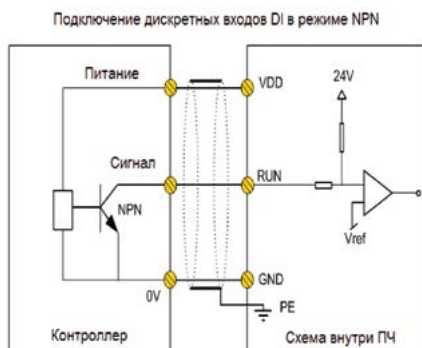 Подключение дискретных входов DI в режиме NPN
Питание
VDD
24V
Сигнал
RUN
NPN
Vref
0V
GND
PE
Контроллер
Схема внутри ПЧ